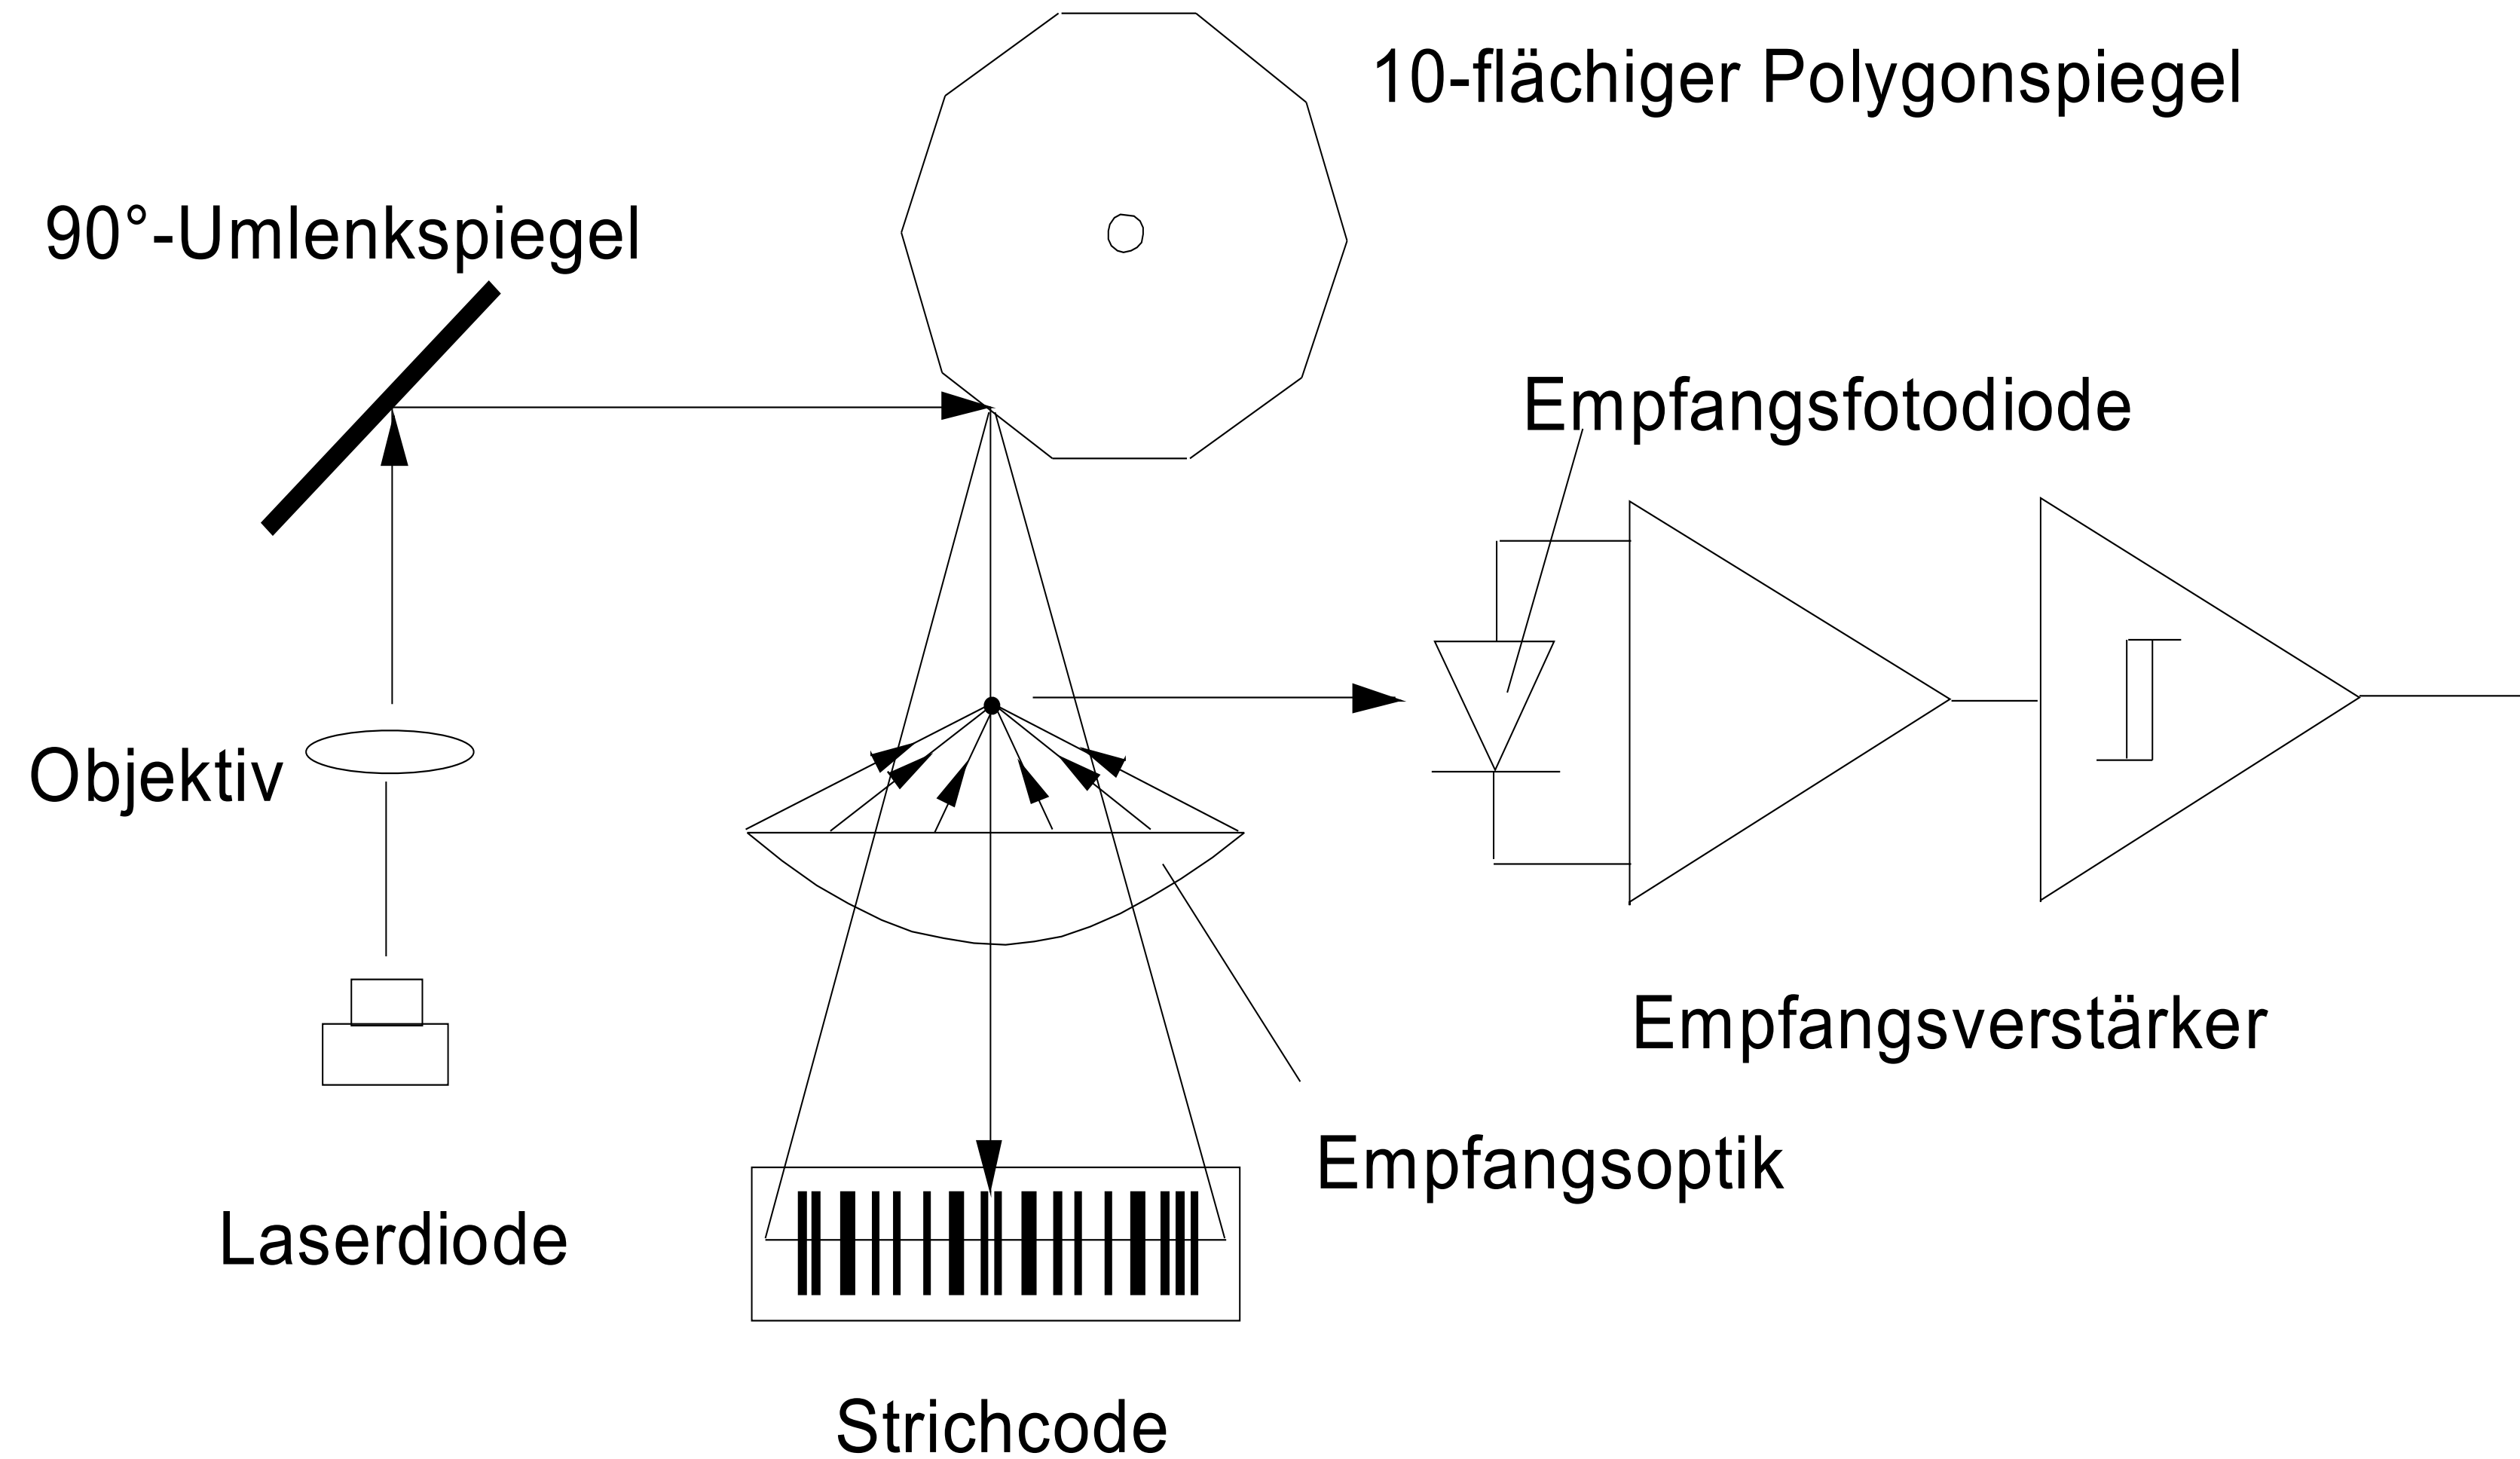 10-flächiger Polygonspiegel
90°-Umlenkspiegel
Empfangsfotodiode
Objektiv
Empfangsverstärker
Empfangsoptik
Laserdiode
Strichcode